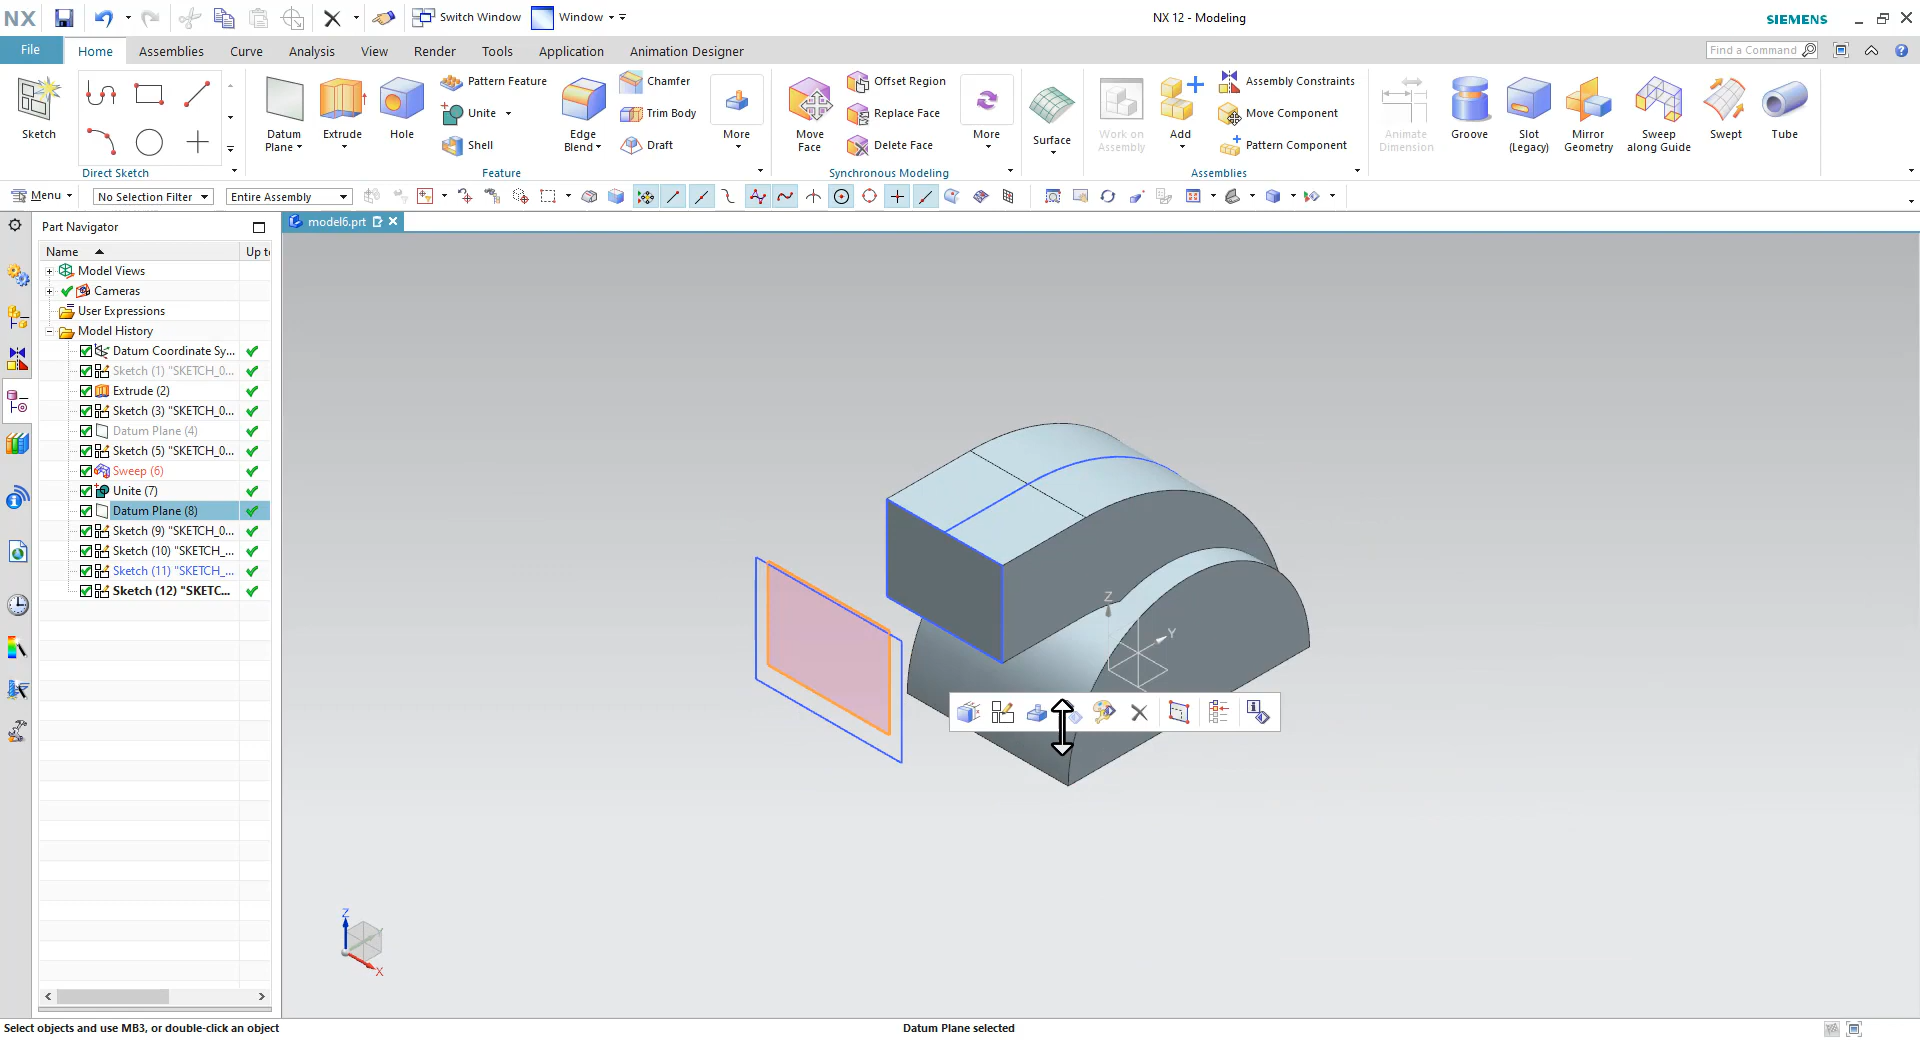 NX
Switch Window
Window
NX 12 - Modeling
SIEMENS
File
Home
Assemblies
Curve
Analysis
View
Render
Tools
Application
Animation Designer
Find a Command
Sketch
Direct Sketch
Datum
Plane
Extrude
Hole
Pattern Feature
Unite
Shell
Edge
Blend
Chamfer
Trim Body
Draft
More
Feature
Move
Face
Offset Region
Replace Face
Delete Face
More
Synchronous Modeling
Surface
Work on
Assembly
Add
Assembly Constraints
Move Component
Pattern Component
Assemblies
Animate
Dimension
Groove
Slot
(Legacy)
Mirror
Geometry
Sweep
along Guide
Swept
Tube
Menu
No Selection Filter
Entire Assembly
Part Navigator
model6.prt
Name
Up to
Model Views
Cameras
User Expressions
Model History
Datum Coordinate Sy...
Sketch (1) "SKETCH_0...
Extrude (2)
Sketch (3) "SKETCH_0...
Datum Plane (4)
Sketch (5) "SKETCH_0...
Sweep (6)
Unite (7)
Datum Plane (8)
Sketch (9) "SKETCH_0...
Sketch (10) "SKETCH_...
Sketch (11) "SKETCH_...
Sketch (12) "SKETC...
Z
Y
Z
X
Select objects and use MB3, or double-click an object
Datum Plane selected